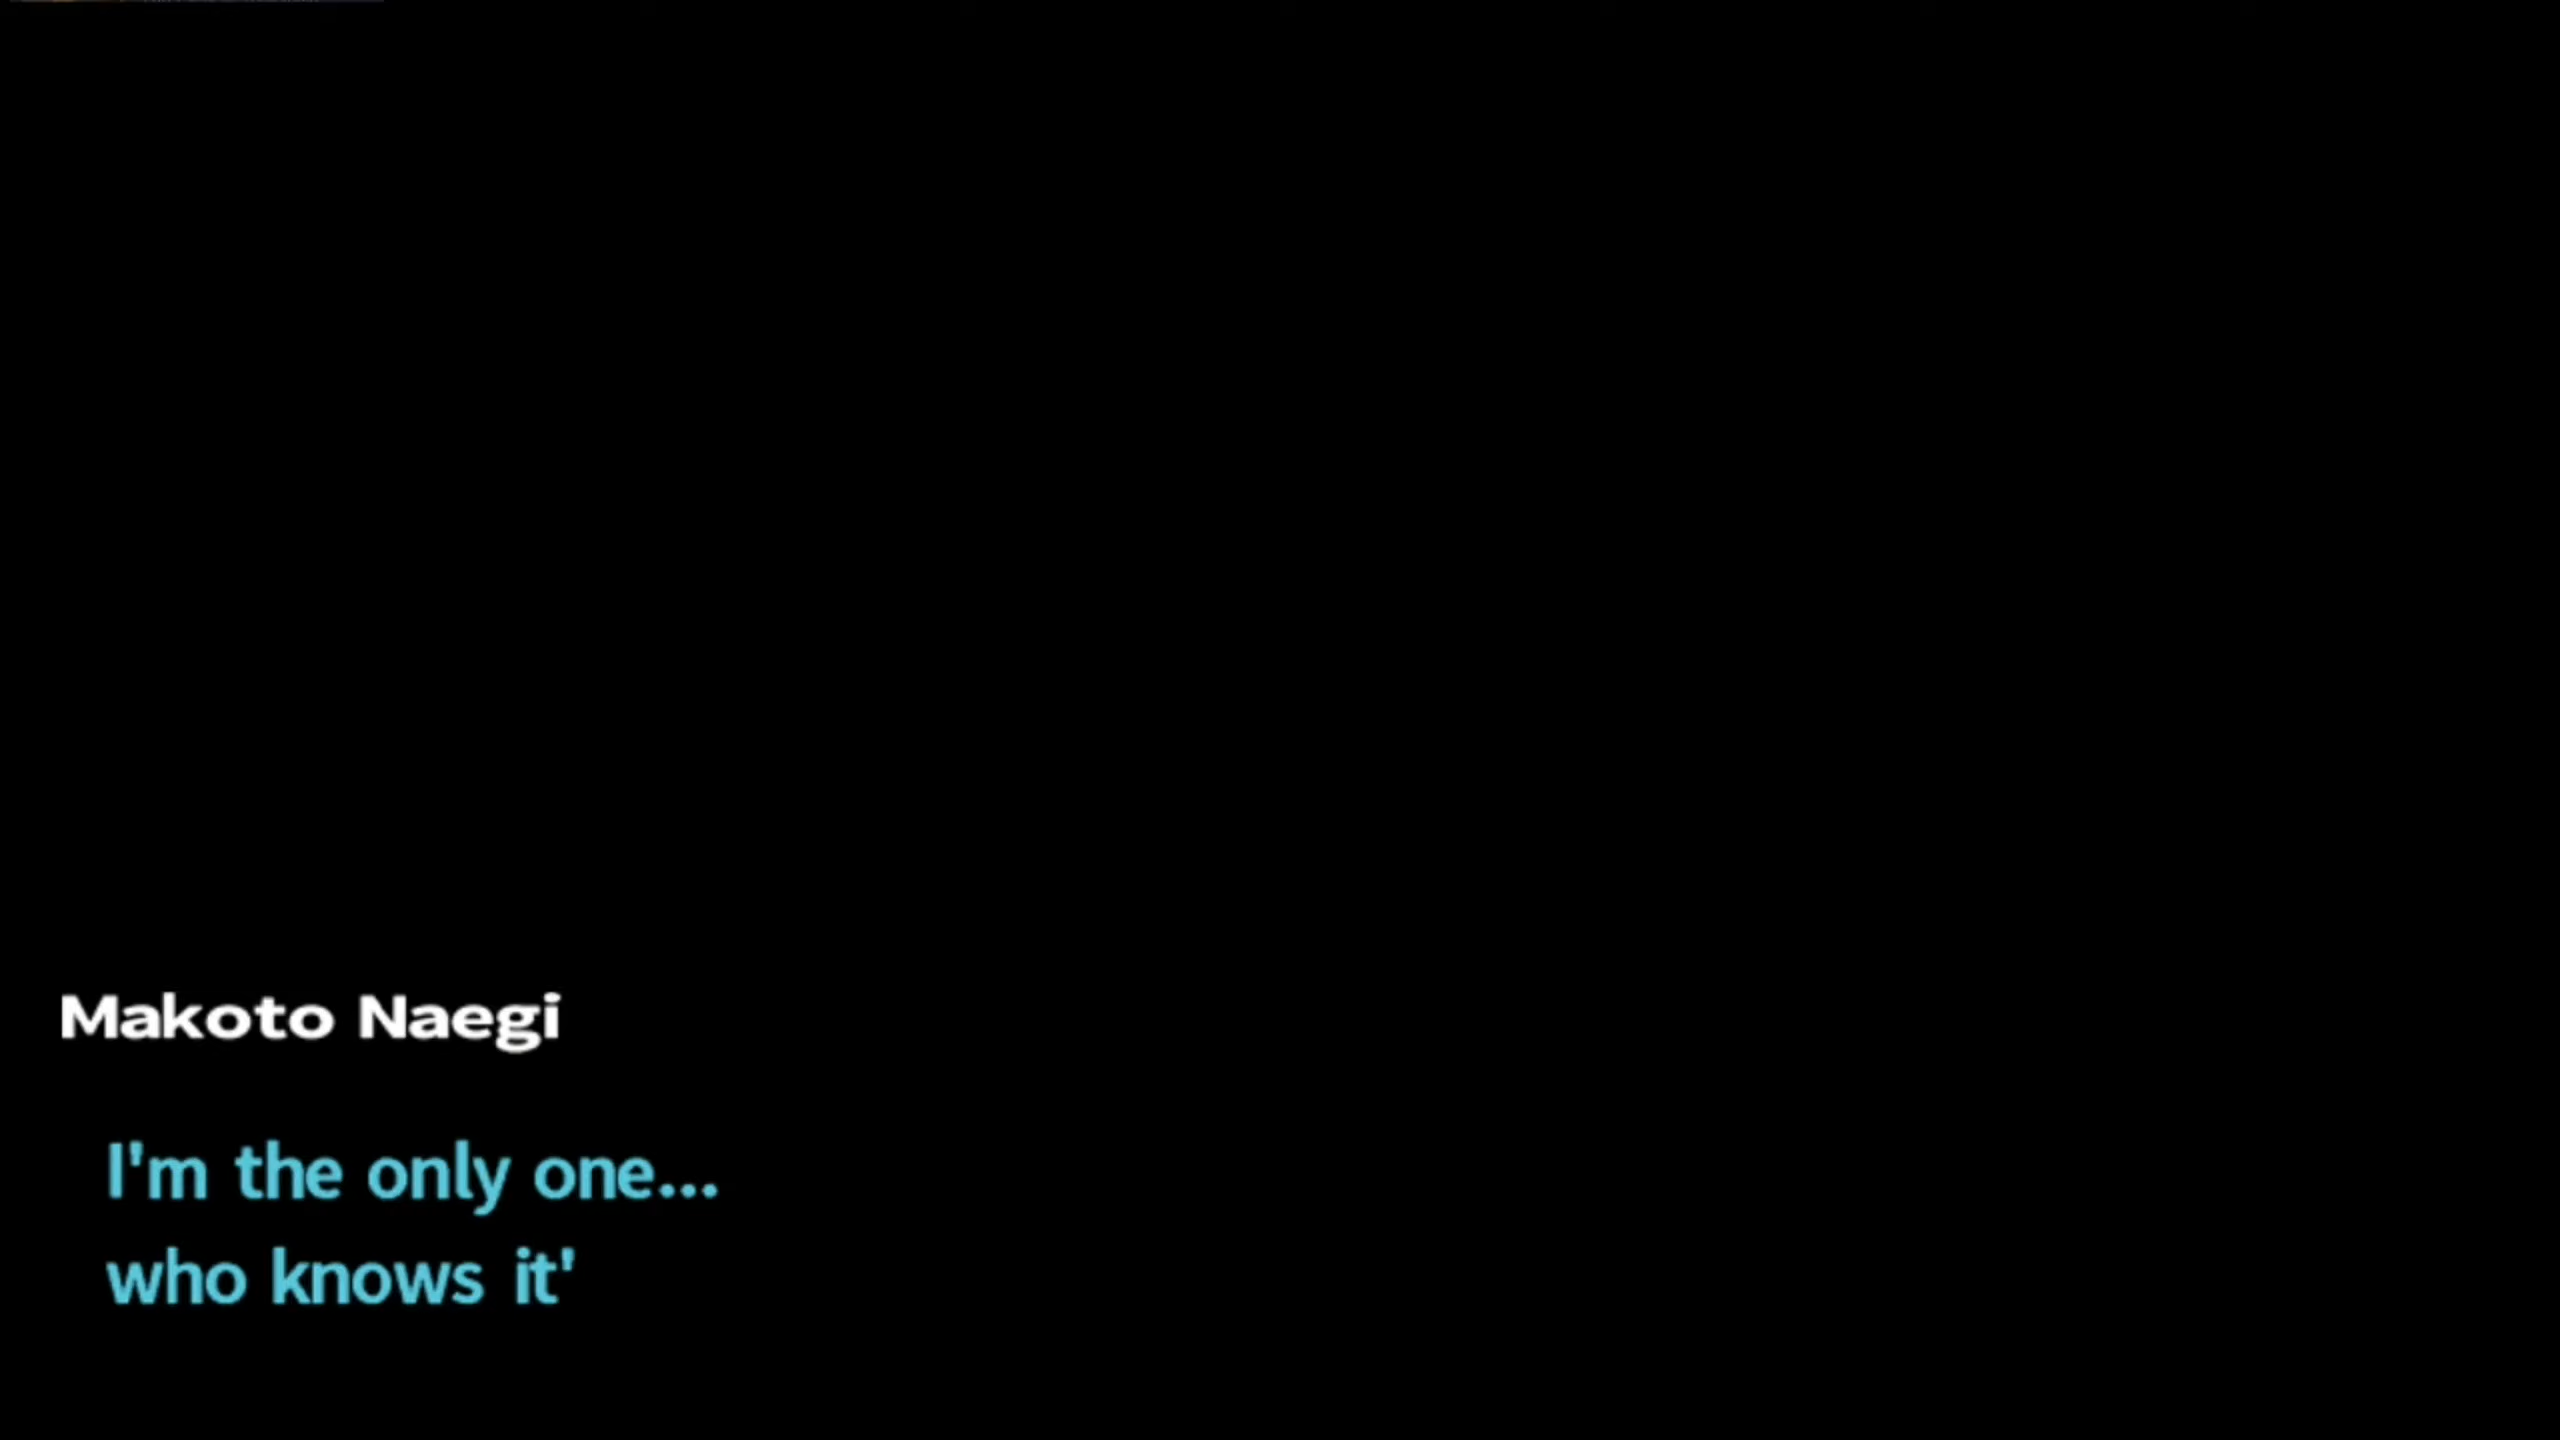 Makoto Naegi
I'm the only one...
who knows it'